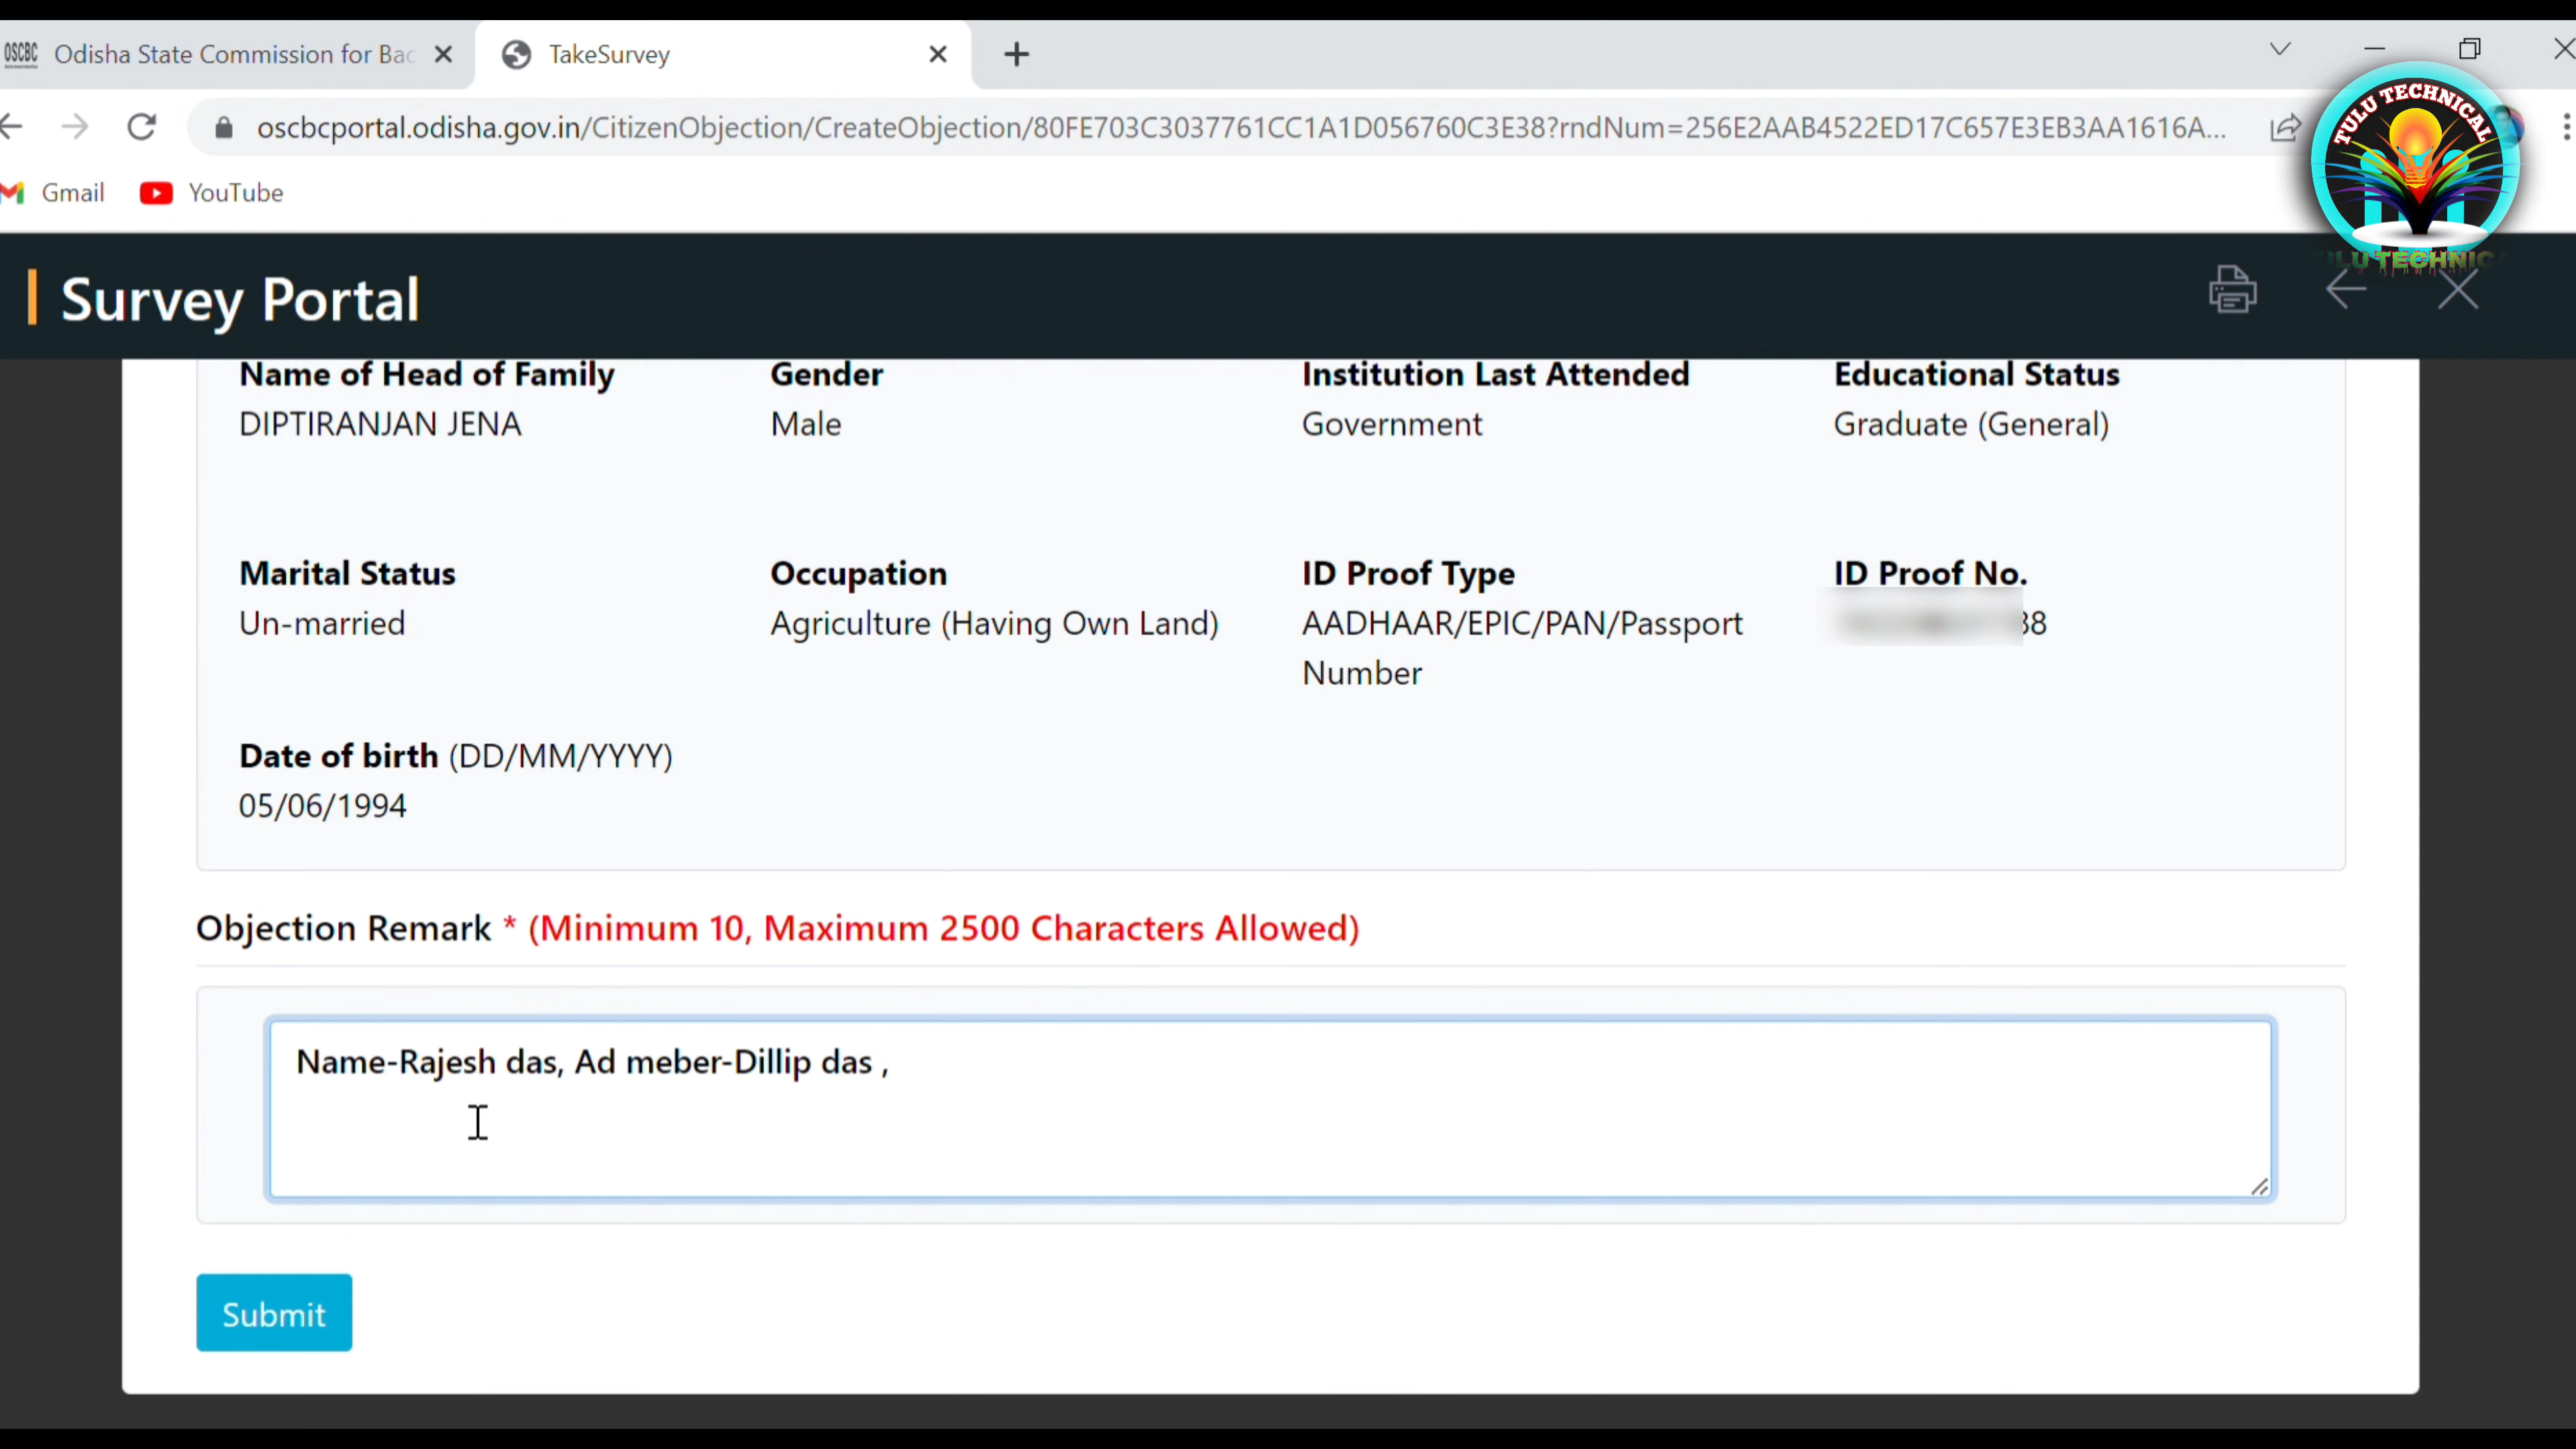 OSCBC Odisha State Commission for Bac
TakeSurvey
oscbcportal.odisha.gov.in/CitizenObjection/CreateObjection/80FE703C3037761CC1A1D056760C3E38?rndNum=256E2AAB4522ED17C657E3EB3AA1616A...
Gmail YouTube
TULU TECHNICAL
ULU TECHNIC
Survey Portal
Name of Head of Family Gender Institution Last Attended Educational Status
DIPTIRANJAN JENA Male Government Graduate (General)
Marital Status Occupation ID Proof Type ID Proof No.
Un-married Agriculture (Having Own Land) AADHAAR/EPIC/PAN/Passport 38
Number
Date of birth (DD/MM/YYYY)
05/06/1994
Objection Remark * (Minimum 10, Maximum 2500 Characters Allowed)
Name-Rajesh das, Ad meber-Dillip das ,
Submit